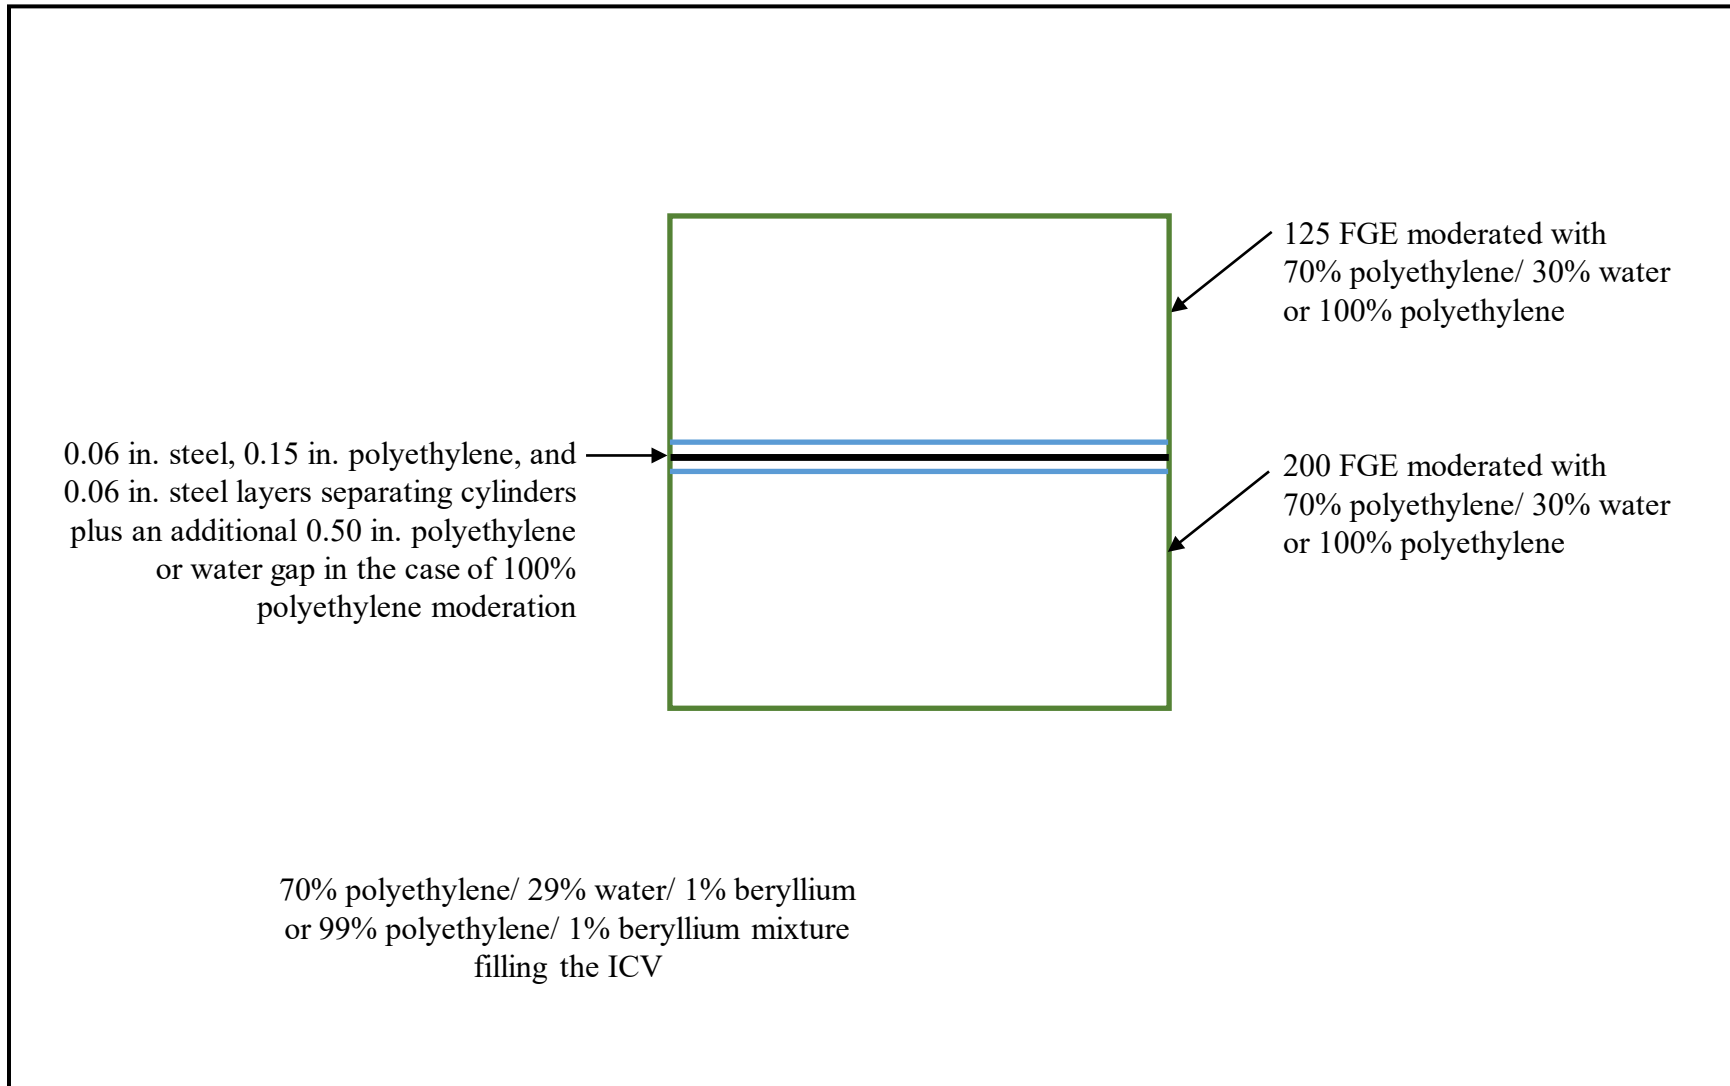 125 FGE moderated with
70% polyethylene/ 30% water
or 100% polyethylene
0.06 in. steel, 0.15 in. polyethylene, and
0.06 in. steel layers separating cylinders
plus an additional 0.50 in. polyethylene
or water gap in the case of 100%
polyethylene moderation
200 FGE moderated with
70% polyethylene/ 30% water
or 100% polyethylene
70% polyethylene/ 29% water/ 1% beryllium
or 99% polyethylene/ 1% beryllium mixture
filling the ICV